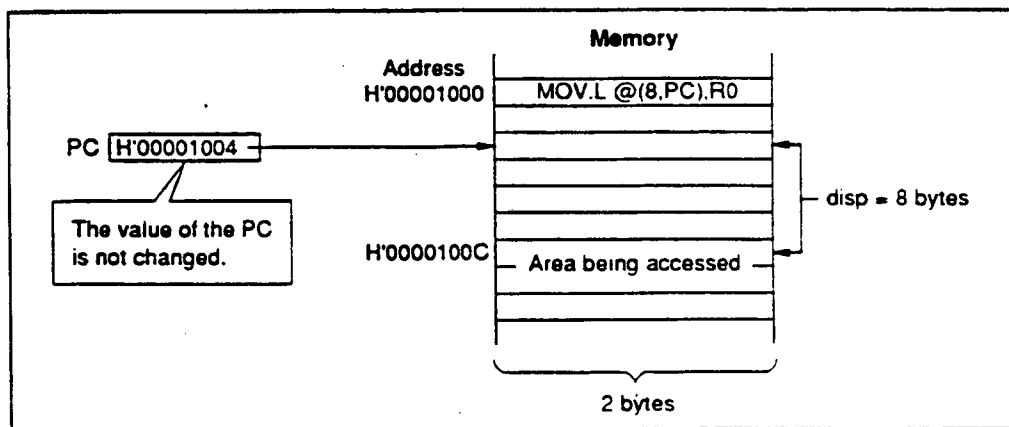 Memory
Address
H'00001000
MOV.L @(8,PC),R0
PC H'00001004
disp = 8 bytes
The value of the PC
is not changed.
H'0000100C
Area being accessed
2 bytes